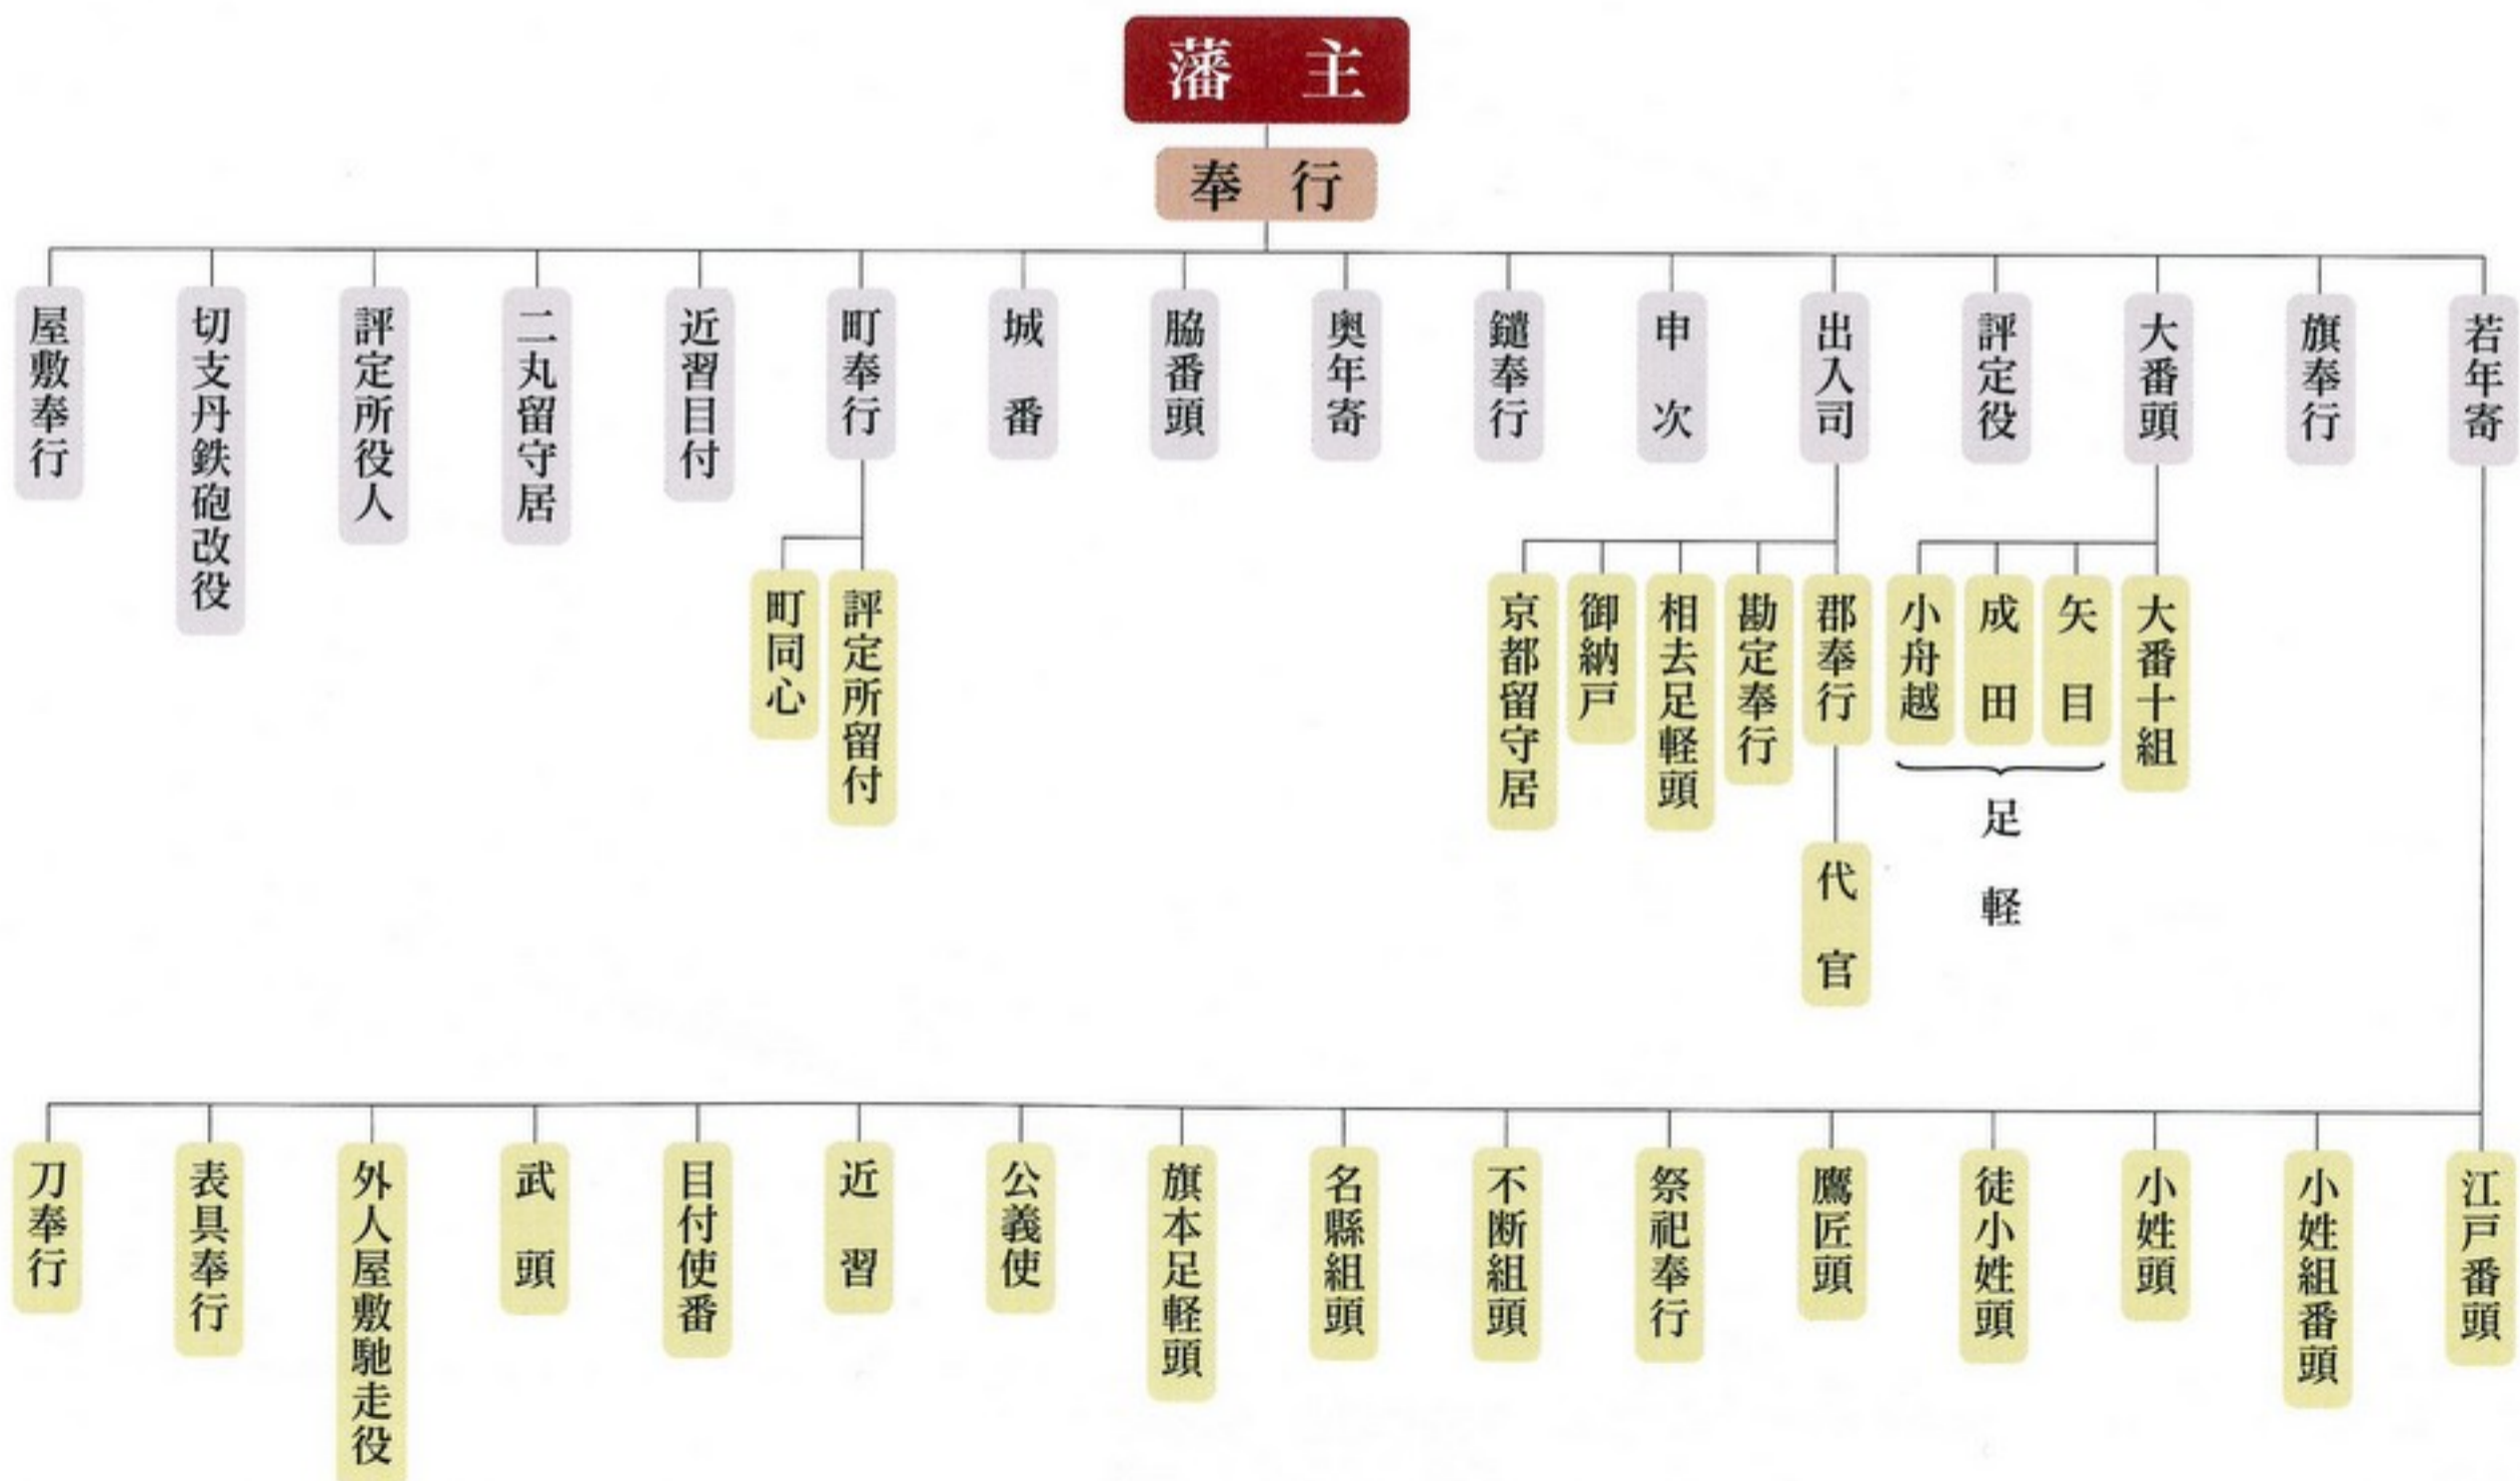 藩主
奉行
若年寄
旗奉行
大番頭
評定役
出入司
申次
鑓奉行
奥年寄
脇番頭
城番
町奉行
近習目付
二丸留守居
評定所役人
切支丹鉄砲改役
屋敷奉行
大番十組
矢目
成田
小舟越
足軽
郡奉行
勘定奉行
相去足軽頭
御納戸
京都留守居
代官
評定所留付
町同心
江戸番頭
小姓組番頭
小姓頭
徒小姓頭
鷹匠頭
祭祀奉行
不断組頭
名縣組頭
旗本足軽頭
公義使
近習
目付使番
武頭
外人屋敷馳走役
表具奉行
刀奉行